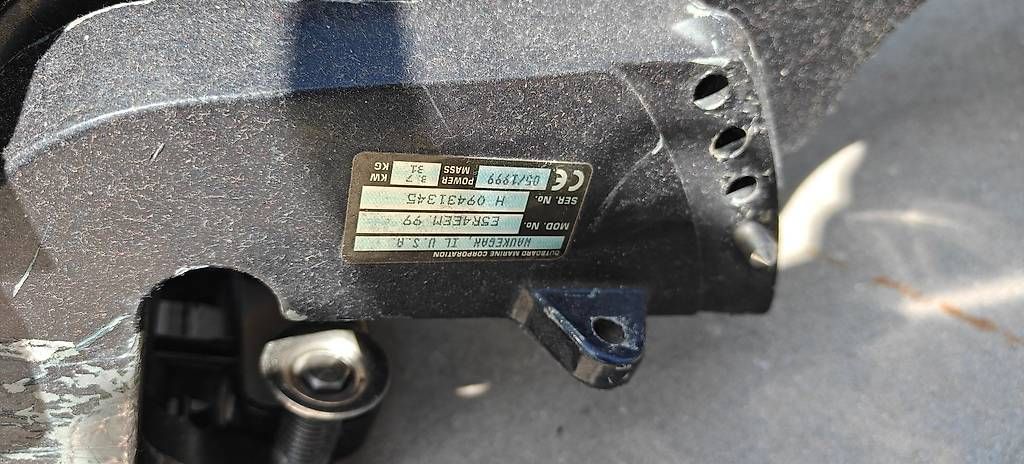 OUTBOARD MARINE CORPORATION
WAUKEGAN, IL U S A
MOD. No. E5R4EEM 99
SER. No. H 09431345
CE 05/1999 POWER 3.7 KW
MASS 31 KG